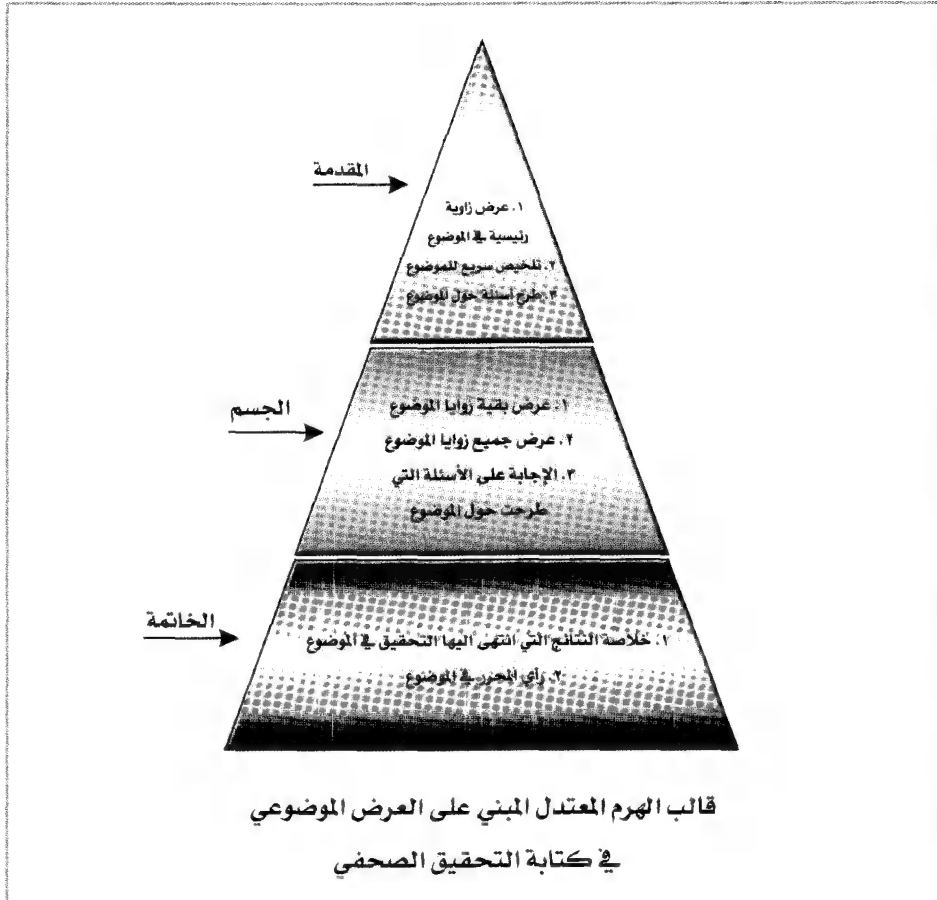 المقدمة
١. عرض زاوية
رئيسية في الموضوع
٢. تلخيص سريع للموضوع
٣. طرح أسئلة حول الموضوع
الجسم
١. عرض بقية زوايا الموضوع
٢. عرض جميع زوايا الموضوع
٣. الإجابة على الأسئلة التي
طرحت حول الموضوع
الخاتمة
١. خلاصة النتائج التي انتهى اليها التحقيق في الموضوع
٢. رأي المحرر في الموضوع
قالب الهرم المعتدل المبني على العرض الموضوعي
في كتابة التحقيق الصحفي